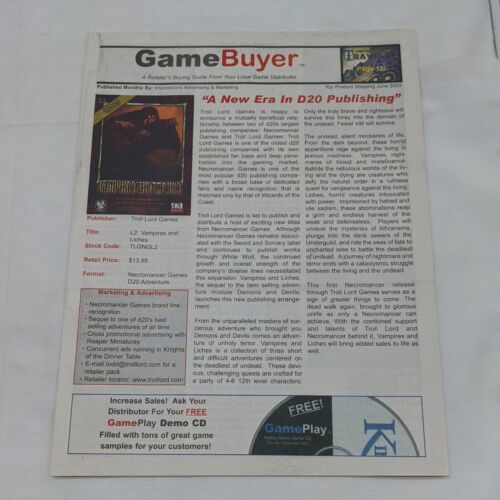 GameBuyer™
A Retailer's Buying Guide From Your Local Game Distributor
Page 18!
Published Monthly By: Impressions Advertising & Marketing
For Product Shipping June 2003
"A New Era In D20 Publishing"
Troll Lord Games is happy to
announce a mutually beneficial rela-
tionship between two of d20s largest
publishing companies: Necromancer
Games and Troll Lord Games. Troll
Lord Games is one of the oldest d20
publishing companies with its own
established fan base and deep pene-
tration into the gaming market.
Necromancer Games is one of the
most popular d20 publishing compa-
nies with a broad base of dedicated
fans and name recognition that is
matched only by that of Wizards of the
Coast.
Troll Lord Games is set to publish and
distribute a host of exciting new titles
from Necromancer Games. Although
Necromancer Games remains associ-
ated with the Sword and Sorcery label
and continues to publish works
through White Wolf, the continued
growth and overall strength of the
company's diverse lines necessitated
this expansion. Vampires and Liches,
the sequel to the best selling adven-
ture module Demons and Devils,
launches this new publishing arrange-
ment.
From the unparalleled masters of sor-
cerous adventure who brought you
Demons and Devils comes an adven-
ture of unholy terror. Vampires and
Liches is a collection of three short
and difficult adventures centered on
the deadliest of undead. These devi-
ous, challenging quests are crafted for
a party of 4-6 12th level characters.
Only the truly brave and righteous will
survive this foray into the domain of
the undead. Fewer still will survive.
The undead, silent mockeries of life.
From the dark beyond, these horrid
apparitions rage against the living in
jealous madness. Vampires, night-
mares of blood and maleficence.
Astride the nebulous worlds of the liv-
ing and the dying are creatures who
defy the natural order in a ruthless
quest for vengeance against the living.
Liches, horrid creatures intoxicated
with power. Imprisoned by hatred and
vile sadism, these abominations reap
a grim and endless harvest of the
weak and defenseless. Players will
unravel the mysteries of Athrarema,
plunge into the dark sewers of the
Underguild, and ride the seas of fate to
uncharted isles to battle the deadliest
of undead. A journey of nightmare and
terror ends with a cataclysmic struggle
between the living and the undead.
This first Necromancer release
through Troll Lord Games serves as a
sign of greater things to come. The
dead walk again, brought to glorious
unlife as only a Necromancer can
achieve. With the combined support
and talents of Troll Lord and
Necromancer behind it, Vampires and
Liches will bring added sales to life as
well.
Publisher: Troll Lord Games
Title: L2: Vampires and
Liches
Stock Code: TLGNGL2
Retail Price: $13.95
Format: Necromancer Games
D20 Adventure
Marketing & Advertising
• Necromancer Games brand line
recognition
• Sequel to one of d20's best
selling adventures of all time
• Cross promotional advertising with
Reaper Miniatures
• Concurrent ads running in Knights
of the Dinner Table
• E-mail todd@trolllord.com for a
retailer pack
• Retailer locator: www.trolllord.com
Increase Sales! Ask Your
Distributor For Your FREE
GamePlay Demo CD
Filled with tons of great game
samples for your customers!
FREE!
GamePlay™